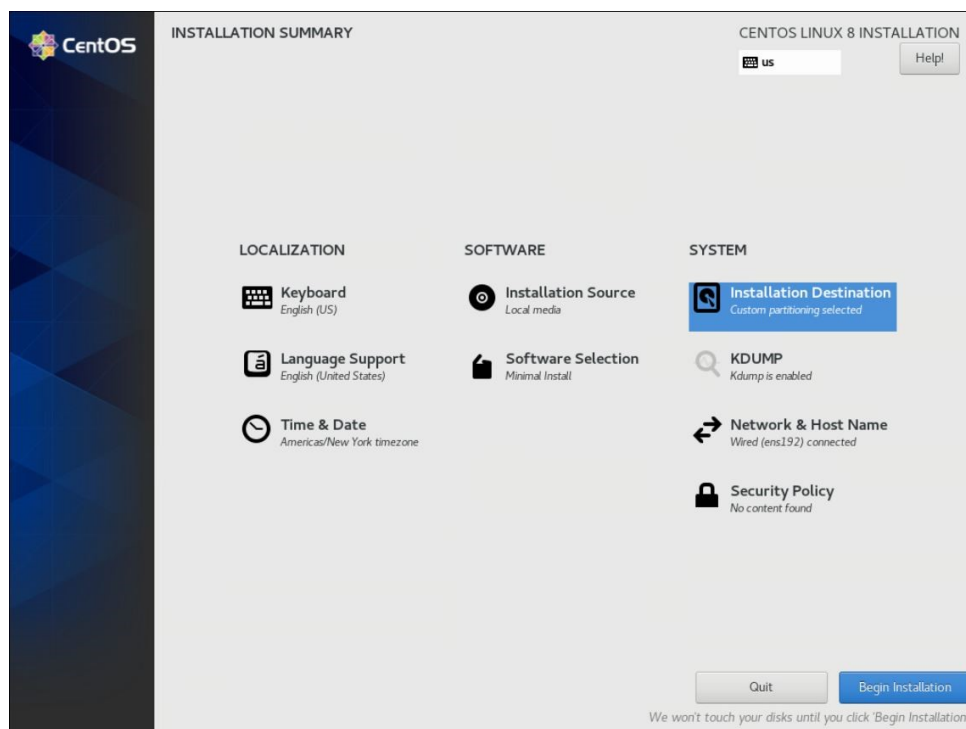 CentOS
INSTALLATION SUMMARY
CENTOS LINUX 8 INSTALLATION
us
Help!
LOCALIZATION
Keyboard
English (US)
Language Support
English (United States)
Time & Date
Americas/New York timezone
SOFTWARE
Installation Source
Local media
Software Selection
Minimal Install
SYSTEM
Installation Destination
Custom partitioning selected
KDUMP
Kdump is enabled
Network & Host Name
Wired (ens192) connected
Security Policy
No content found
Quit
Begin Installation
We won't touch your disks until you click 'Begin Installation